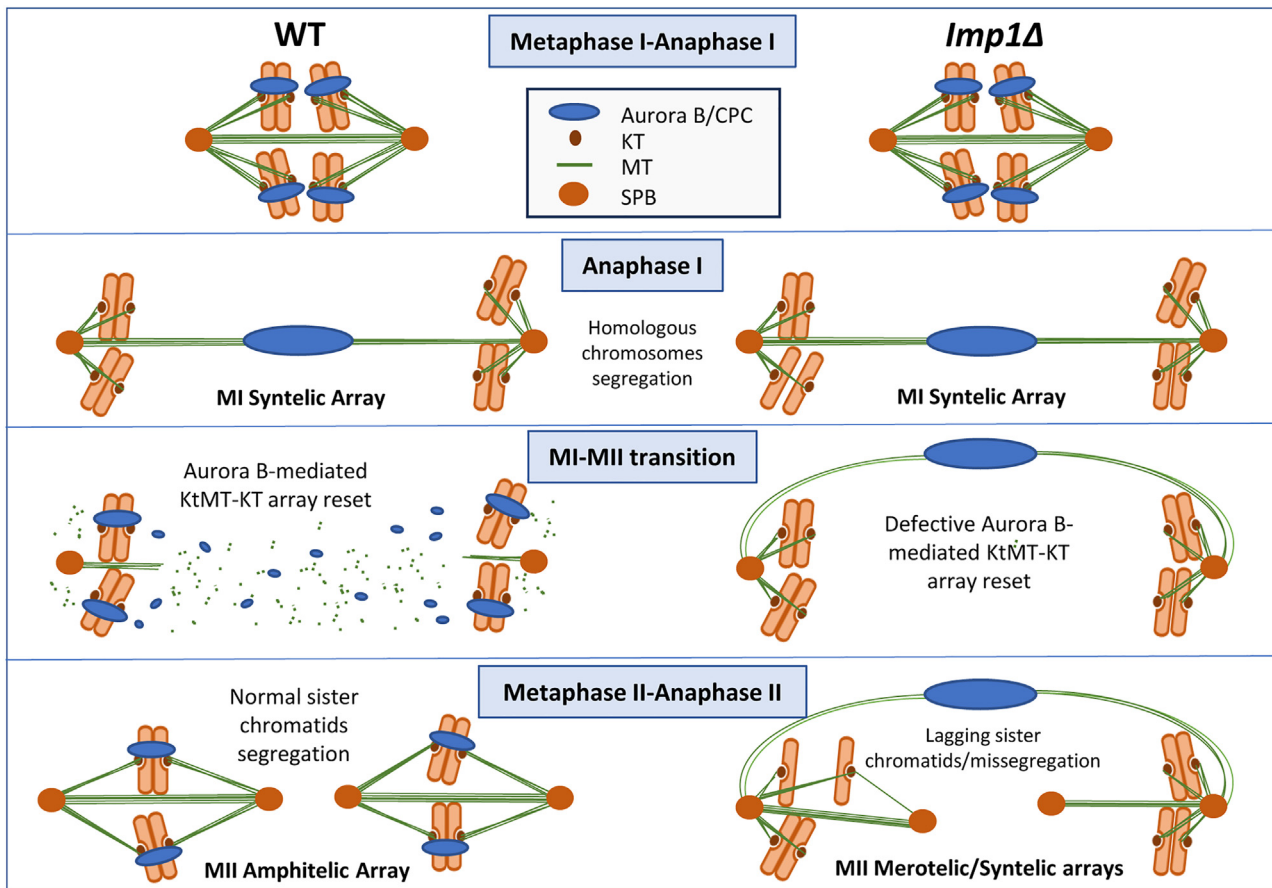 WT
Metaphase I-Anaphase I
Imp1Δ
Aurora B/CPC
KT
MT
SPB
Anaphase I
Homologous
chromosomes
segregation
MI Syntelic Array
MI Syntelic Array
MI-MII transition
Aurora B-mediated
KtMT-KT array reset
Defective Aurora B-
mediated KtMT-KT
array reset
Metaphase II-Anaphase II
Normal sister
chromatids
segregation
Lagging sister
chromatids/missegregation
MII Amphitelic Array
MII Merotelic/Syntelic arrays